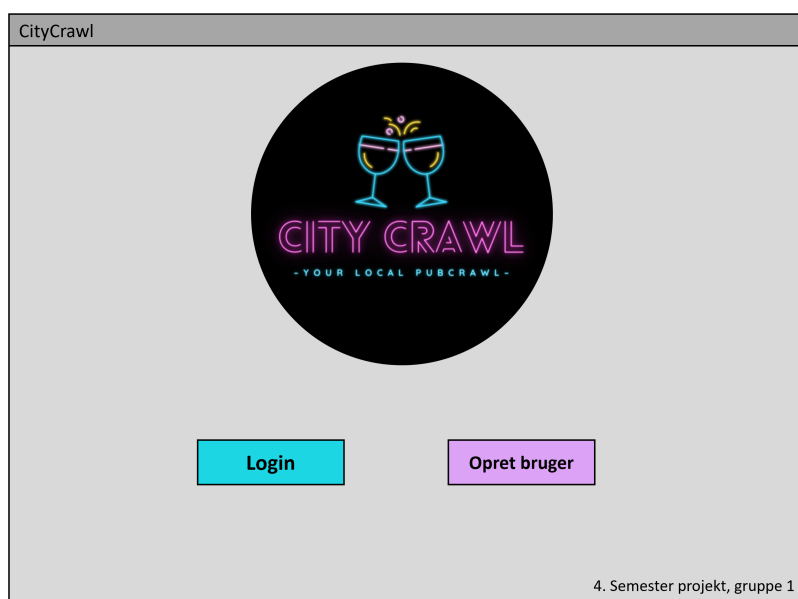 CityCrawl
CITY CRAWL
-YOUR LOCAL PUBCRAWL-
Login
Opret bruger
4. Semester projekt, gruppe 1